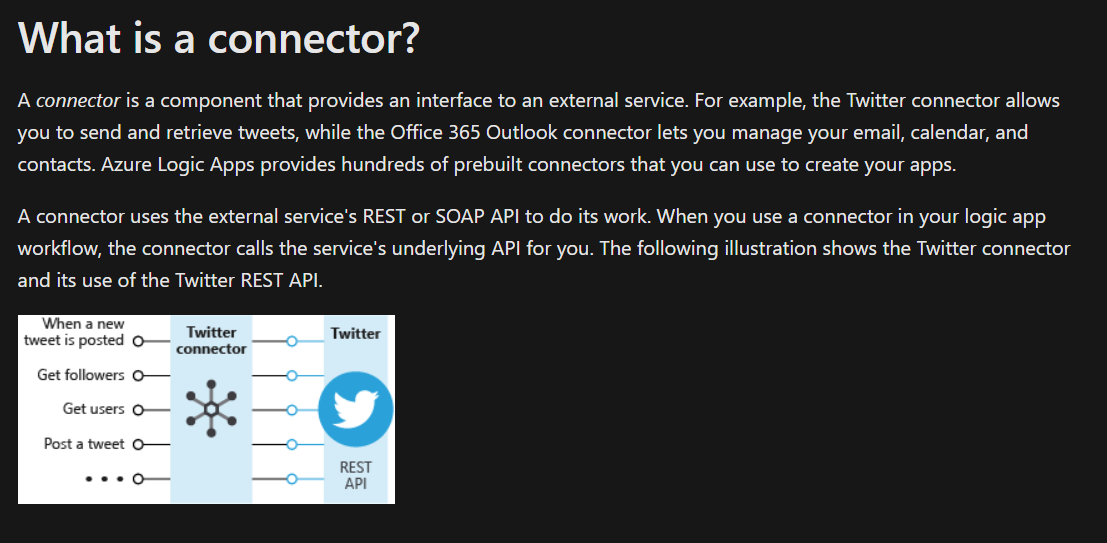 What is a connector?
A connector is a component that provides an interface to an external service. For example, the Twitter connector allows
you to send and retrieve tweets, while the Office 365 Outlook connector lets you manage your email, calendar, and
contacts. Azure Logic Apps provides hundreds of prebuilt connectors that you can use to create your apps.
A connector uses the external service's REST or SOAP API to do its work. When you use a connector in your logic app
workflow, the connector calls the service's underlying API for you. The following illustration shows the Twitter connector
and its use of the Twitter REST API.
When a new
tweet is posted
Get followers
Get users
Post a tweet
• • •
Twitter
connector
Twitter
REST
API